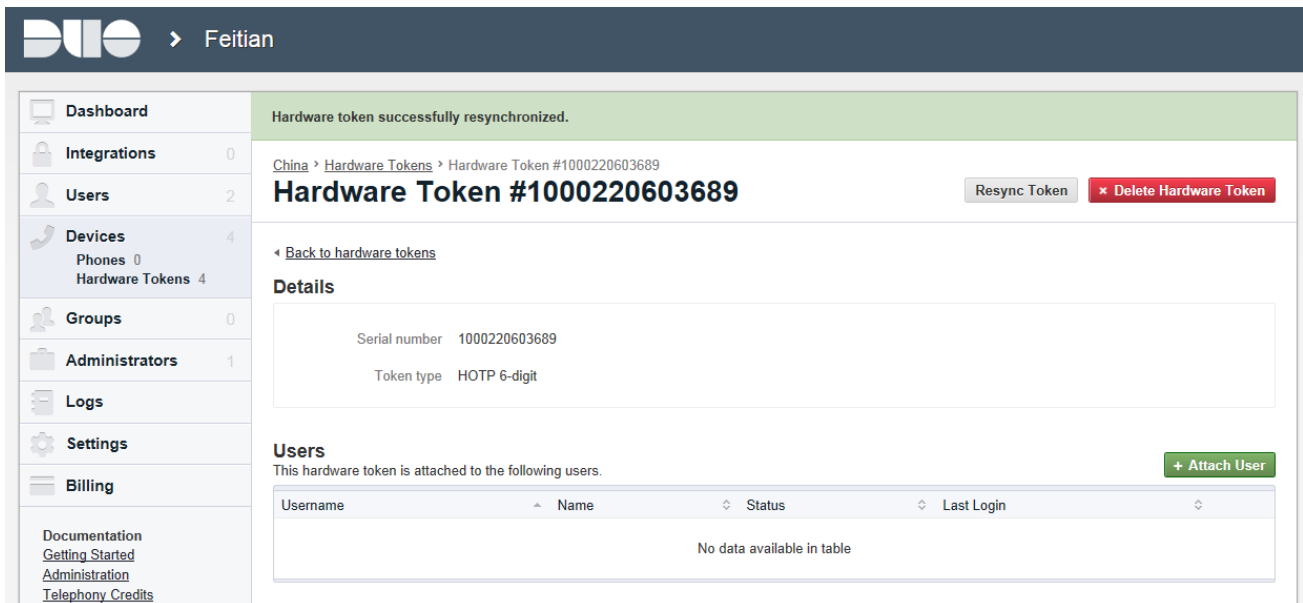 DUO > Feitian
Dashboard
Integrations 0
Users 2
Devices 4
Phones 0
Hardware Tokens 4
Groups 0
Administrators 1
Logs
Settings
Billing
Documentation
Getting Started
Administration
Telephony Credits
Hardware token successfully resynchronized.
China › Hardware Tokens › Hardware Token #1000220603689
Hardware Token #1000220603689
Resync Token
× Delete Hardware Token
Back to hardware tokens
Details
Serial number 1000220603689
Token type HOTP 6-digit
Users
This hardware token is attached to the following users.
+ Attach User
Username Name Status Last Login
No data available in table